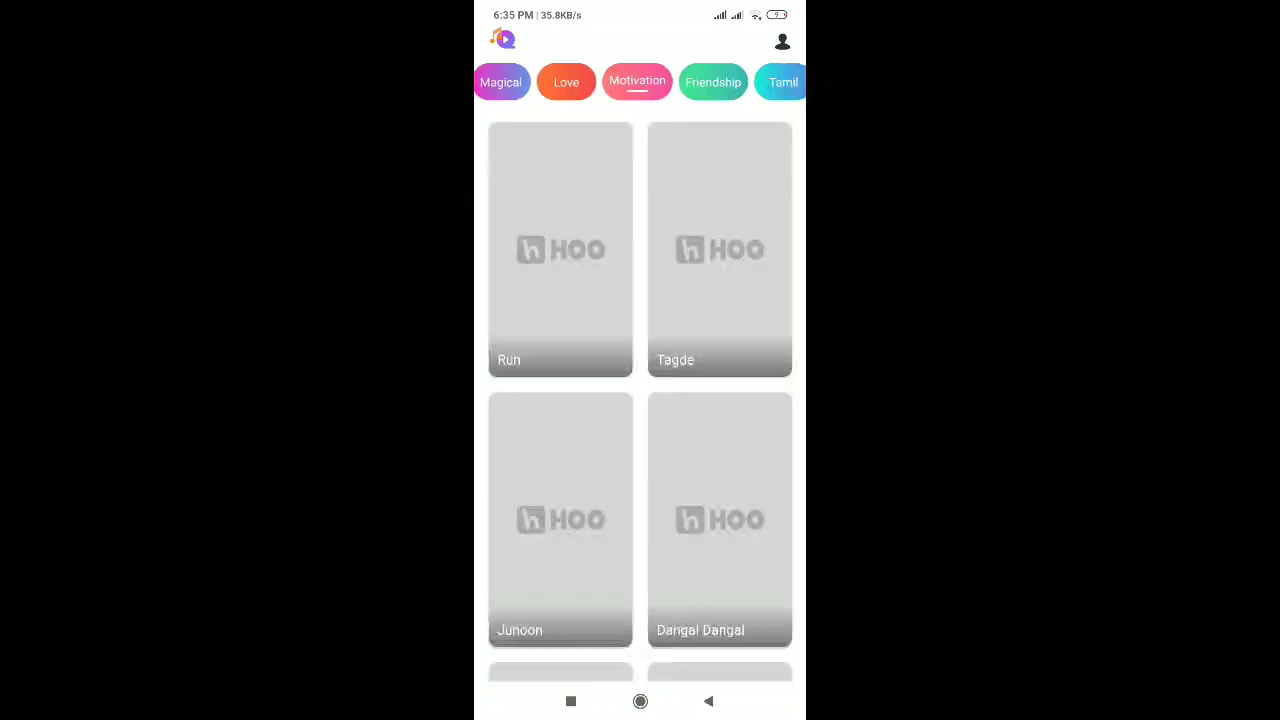 6:35 PM | 35.8KB/s 9
Magical Love Motivation Friendship Tamil
h HOO h HOO
Run Tagde
h HOO h HOO
Junoon Dangal Dangal